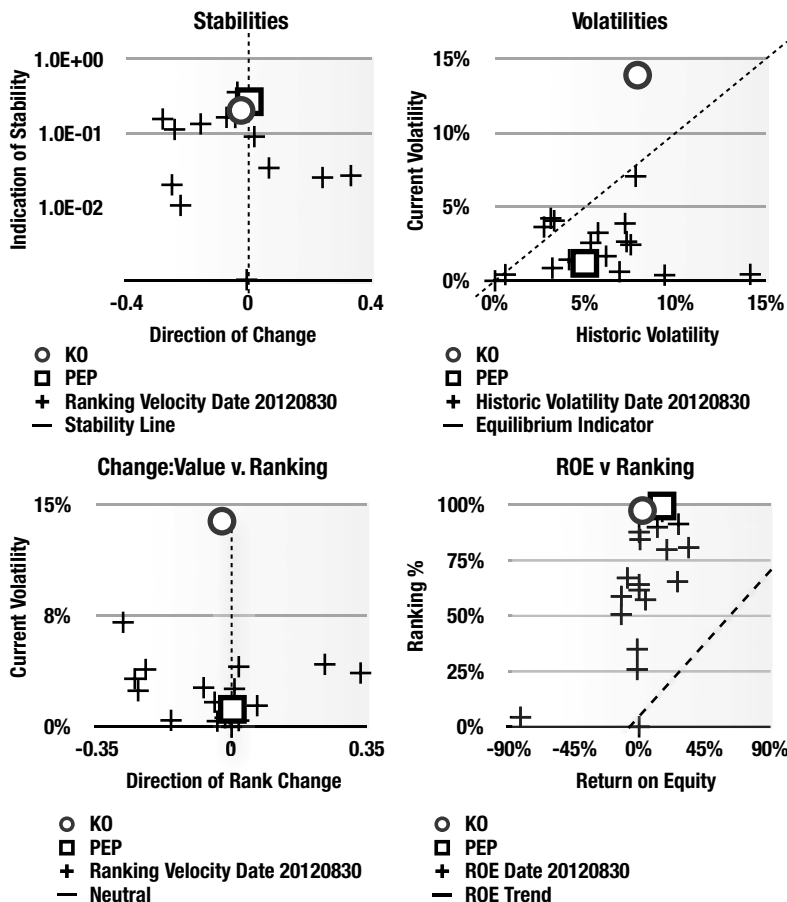 Stabilities
1.0E+00
1.0E-01
1.0E-02
Indication of Stability
-0.4
0
0.4
Direction of Change
KO
PEP
Ranking Velocity Date 20120830
Stability Line
Volatilities
15%
10%
5%
0%
Current Volatility
0%
5%
10%
15%
Historic Volatility
KO
PEP
Historic Volatility Date 20120830
Equilibrium Indicator
Change:Value v. Ranking
15%
8%
0%
Current Volatility
-0.35
0
0.35
Direction of Rank Change
KO
PEP
Ranking Velocity Date 20120830
Neutral
ROE v Ranking
100%
75%
50%
25%
0%
Ranking %
-90%
-45%
0%
45%
90%
Return on Equity
KO
PEP
ROE Date 20120830
ROE Trend